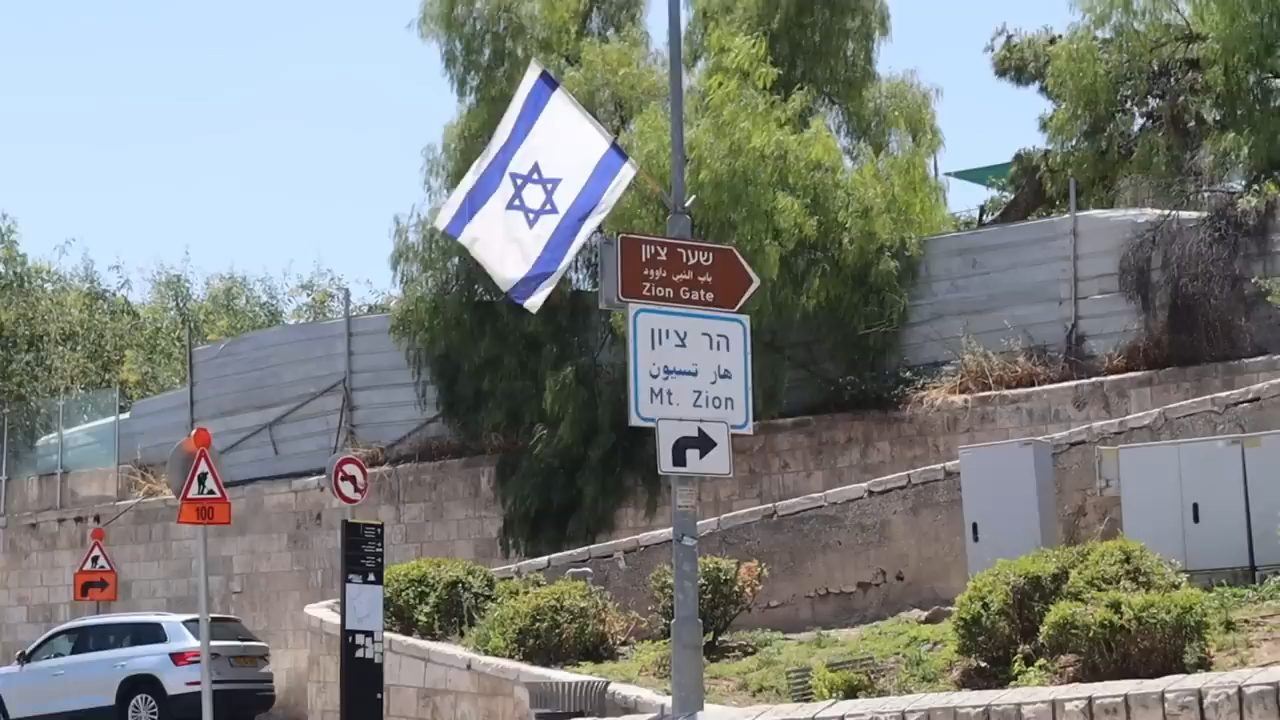 שער ציון
باب النبي داوود
Zion Gate
הר ציון
هار تسيون
Mt. Zion
100